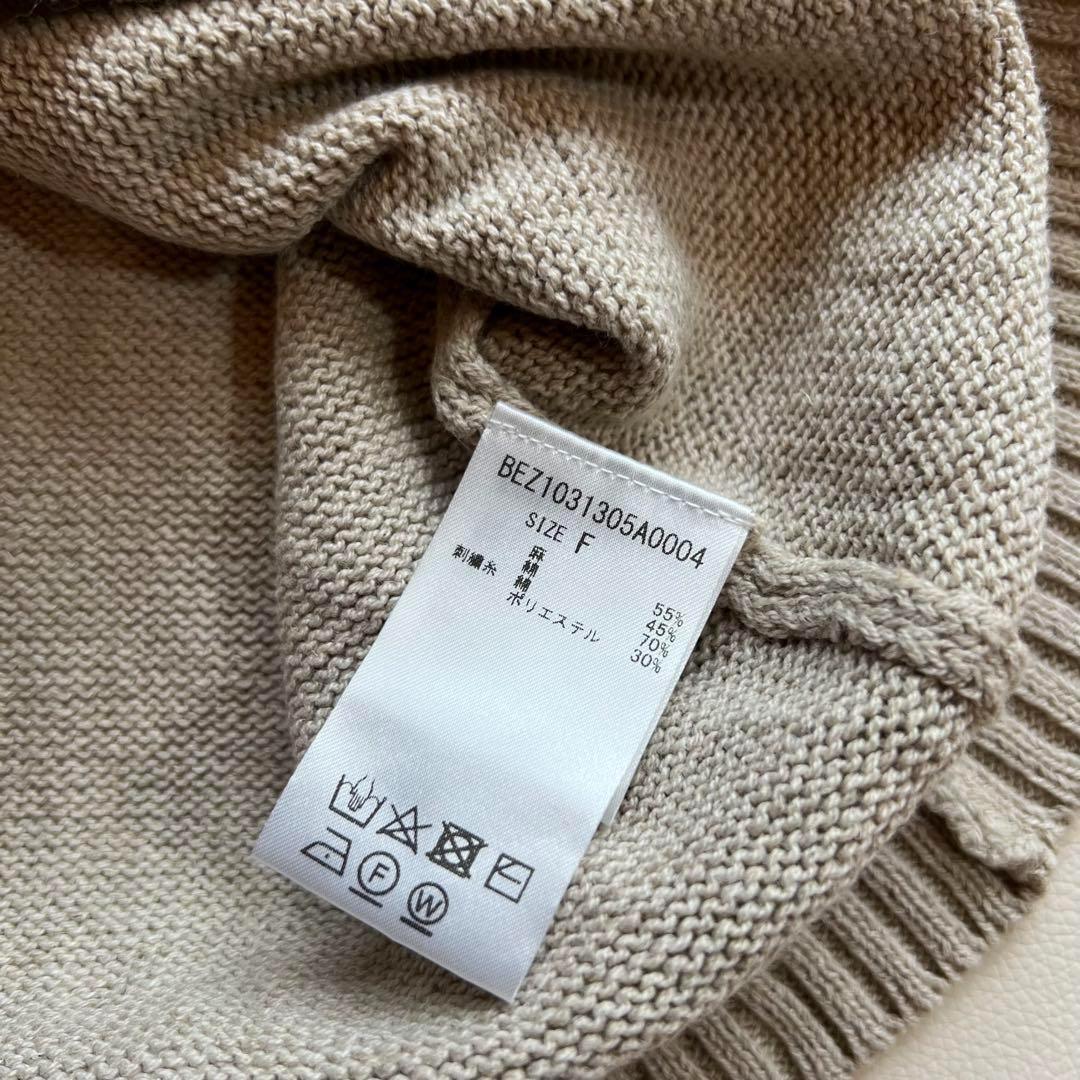 BEZ1031305A0004
SIZE F
麻 55%
綿 45%
刺繍糸 綿 70%
ポリエステル 30%
F
W